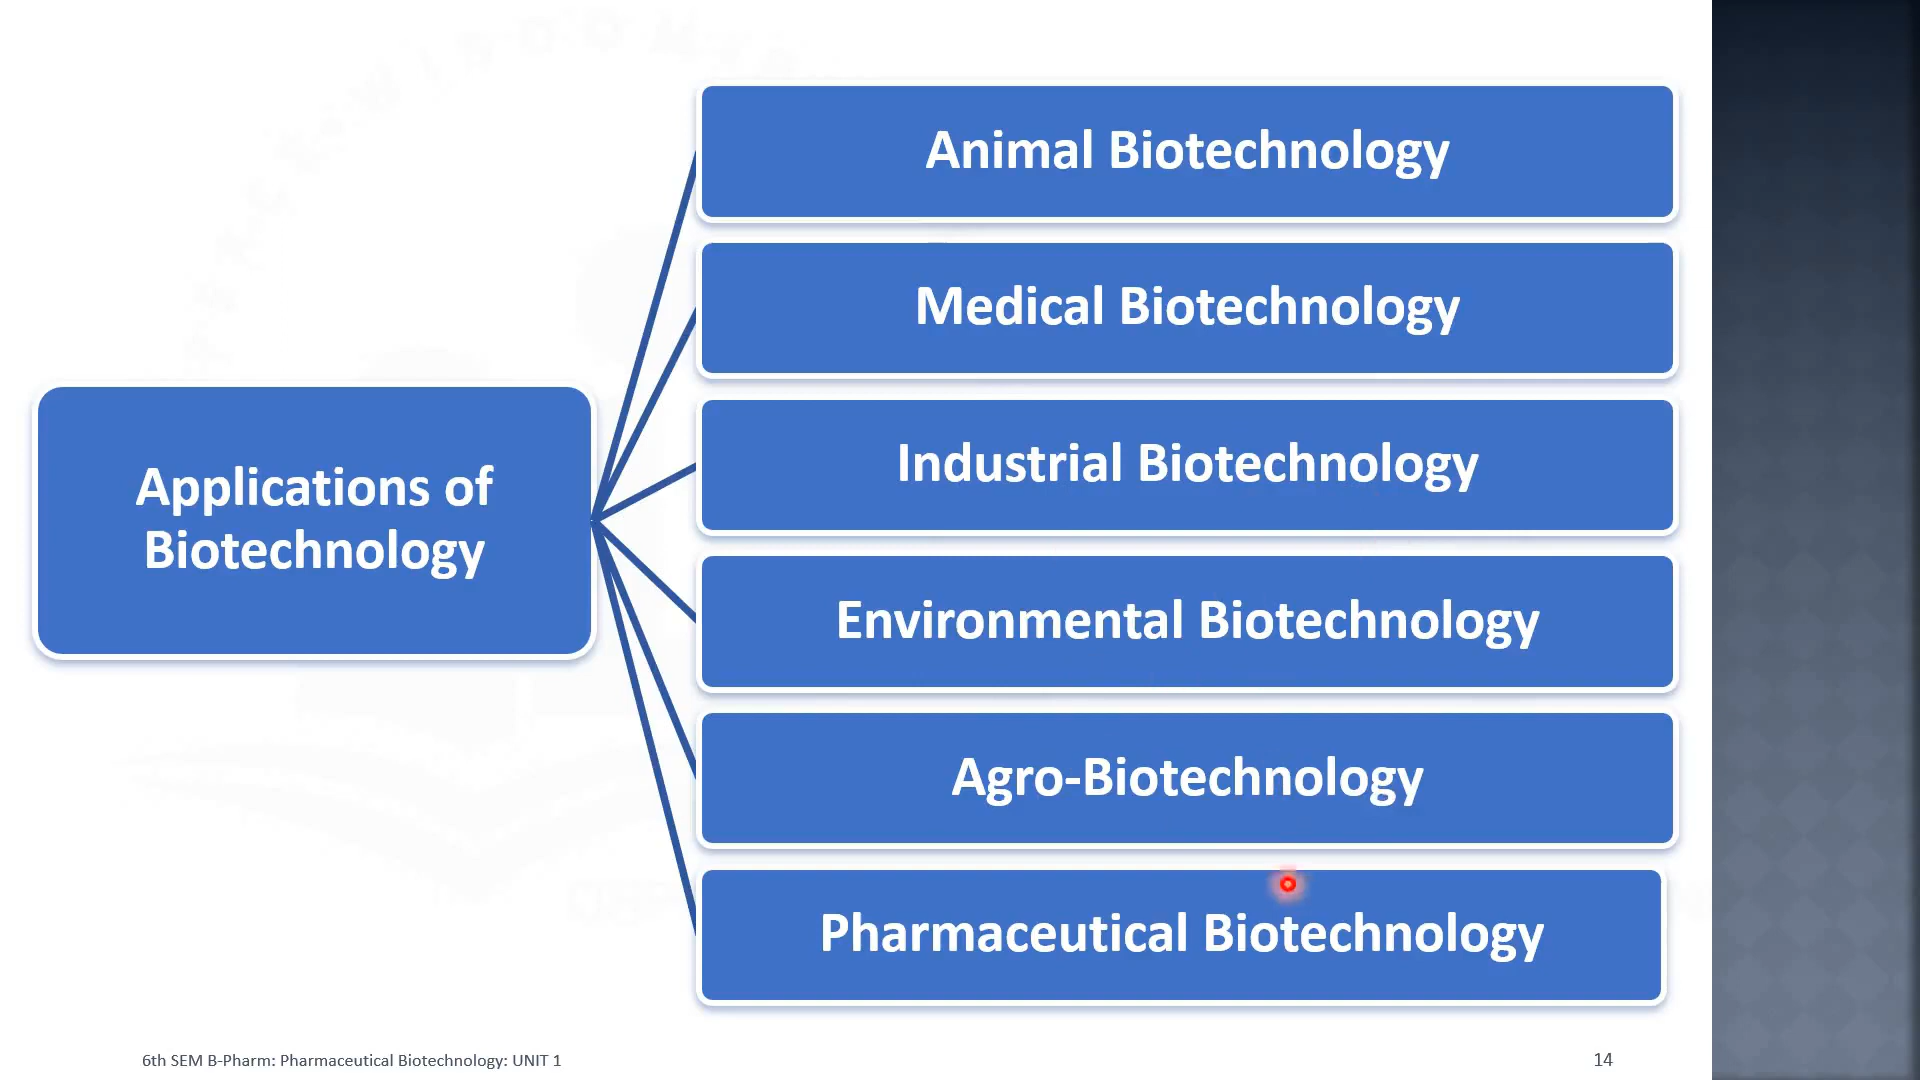 Applications of
Biotechnology
Animal Biotechnology
Medical Biotechnology
Industrial Biotechnology
Environmental Biotechnology
Agro-Biotechnology
Pharmaceutical Biotechnology
6th SEM B-Pharm: Pharmaceutical Biotechnology: UNIT 1
14